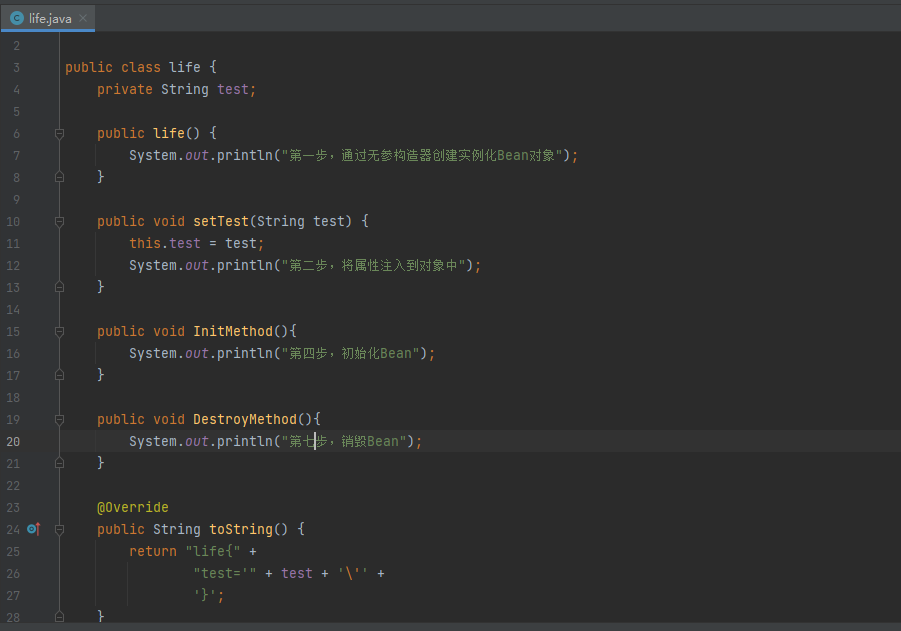 life.java
2
3 public class life {
4 private String test;
5
6 public life() {
7 System.out.println("第一步，通过无参构造器创建实例化Bean对象");
8 }
9
10 public void setTest(String test) {
11 this.test = test;
12 System.out.println("第二步，将属性注入到对象中");
13 }
14
15 public void InitMethod(){
16 System.out.println("第四步，初始化Bean");
17 }
18
19 public void DestroyMethod(){
20 System.out.println("第七步，销毁Bean");
21 }
22
23 @Override
24 public String toString() {
25 return "life{" +
26 "test='" + test + '\'' +
27 '}';
28 }